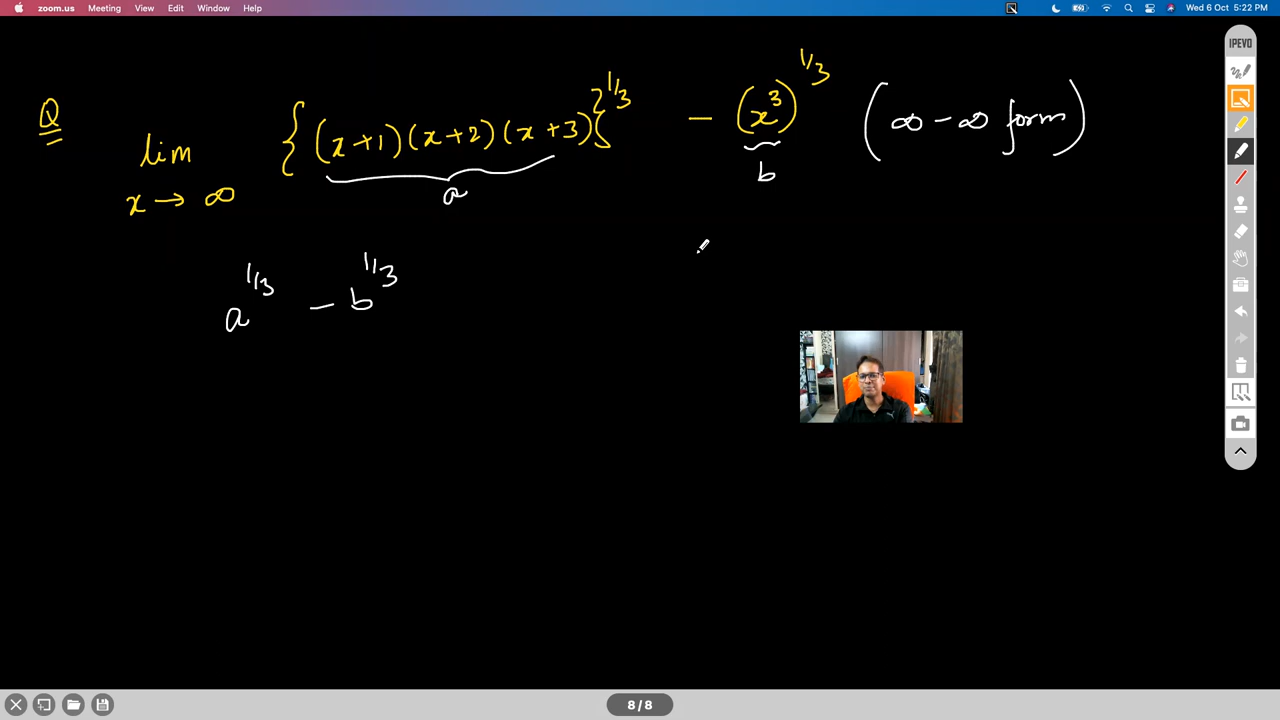 zoom.us Meeting View Edit Window Help Wed 6 Oct 5:22 PM
IPEVO
Q lim x → ∞ { (x+1)(x+2)(x+3) }^{1/3} − (x^3)^{1/3} (∞ − ∞ form)
a b
a^{1/3} − b^{1/3}
8/8